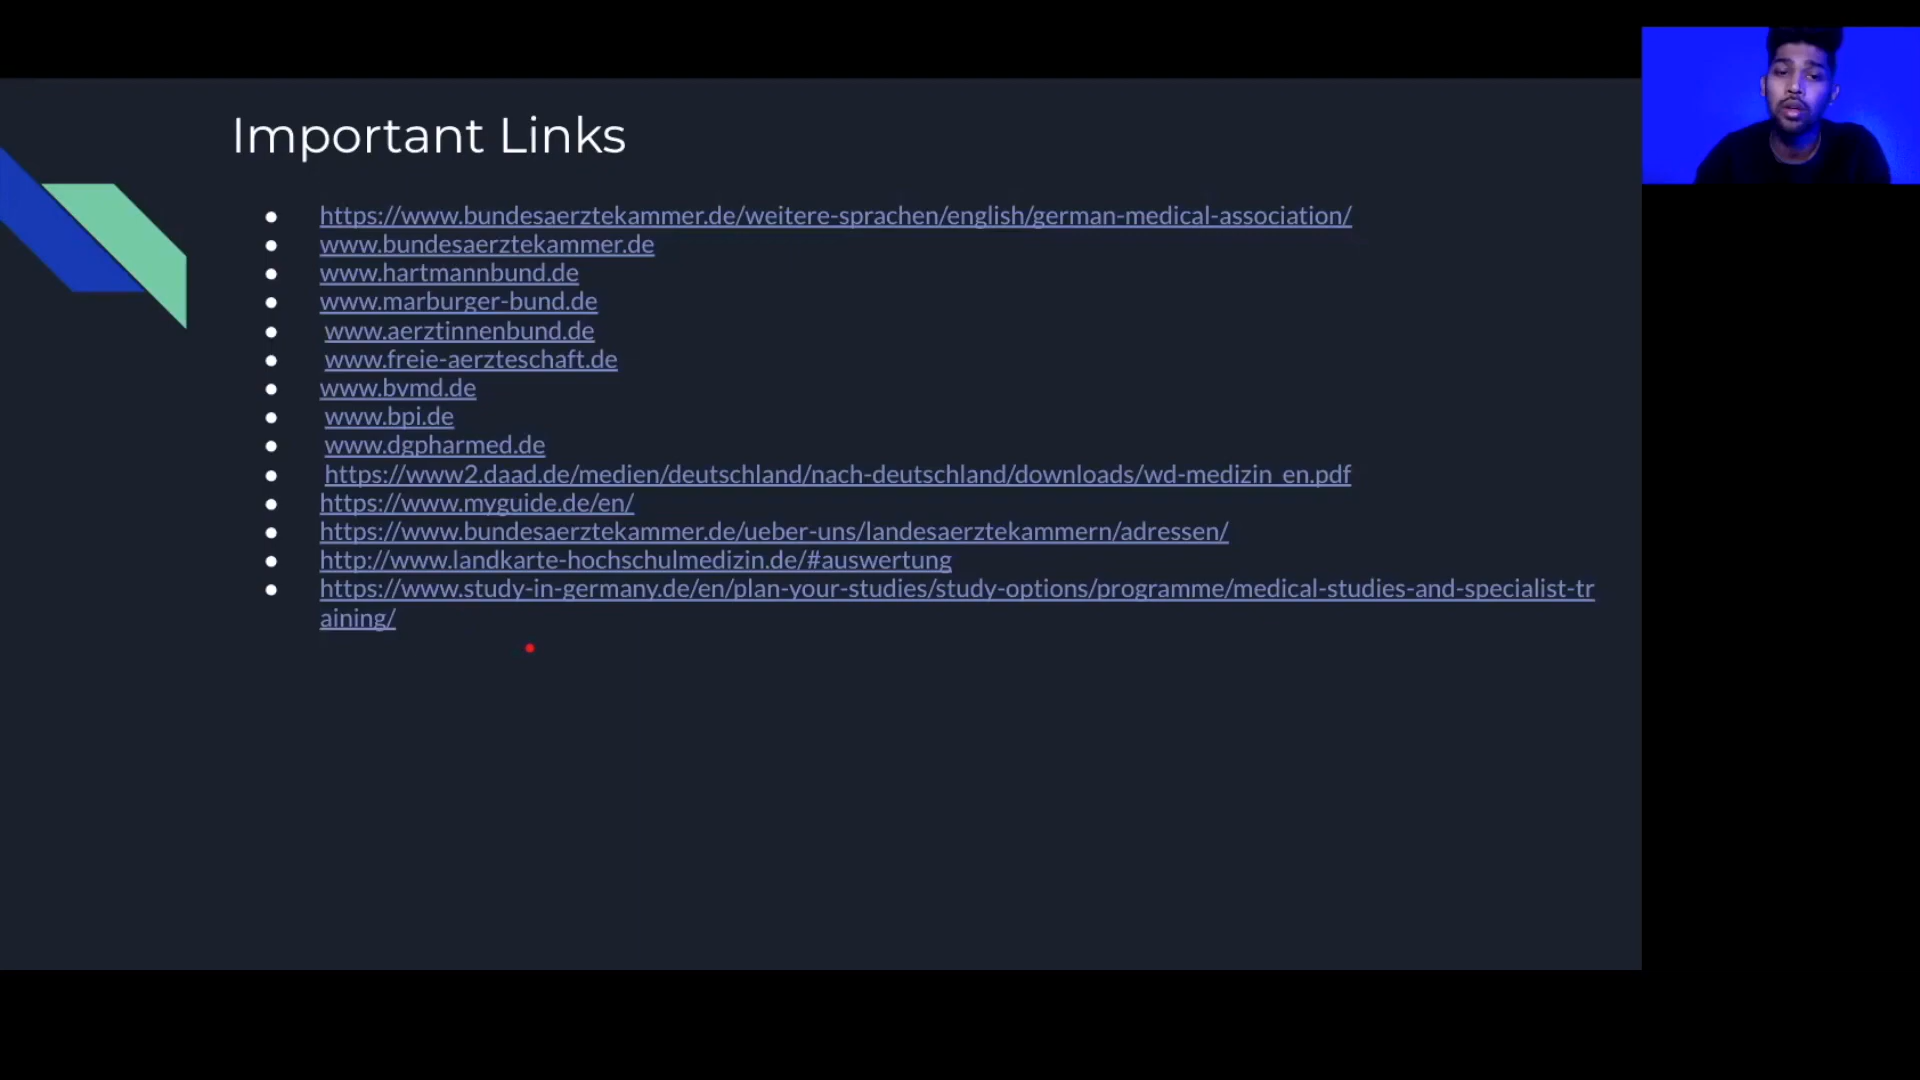 Important Links
https://www.bundesaerztekammer.de/weitere-sprachen/english/german-medical-association/
www.bundesaerztekammer.de
www.hartmannbund.de
www.marburger-bund.de
www.aerztinnenbund.de
www.freie-aerzteschaft.de
www.bvmd.de
www.bpi.de
www.dgpharmed.de
https://www2.daad.de/medien/deutschland/nach-deutschland/downloads/wd-medizin_en.pdf
https://www.myguide.de/en/
https://www.bundesaerztekammer.de/ueber-uns/landesaerztekammern/adressen/
http://www.landkarte-hochschulmedizin.de/#auswertung
https://www.study-in-germany.de/en/plan-your-studies/study-options/programme/medical-studies-and-specialist-tr
aining/